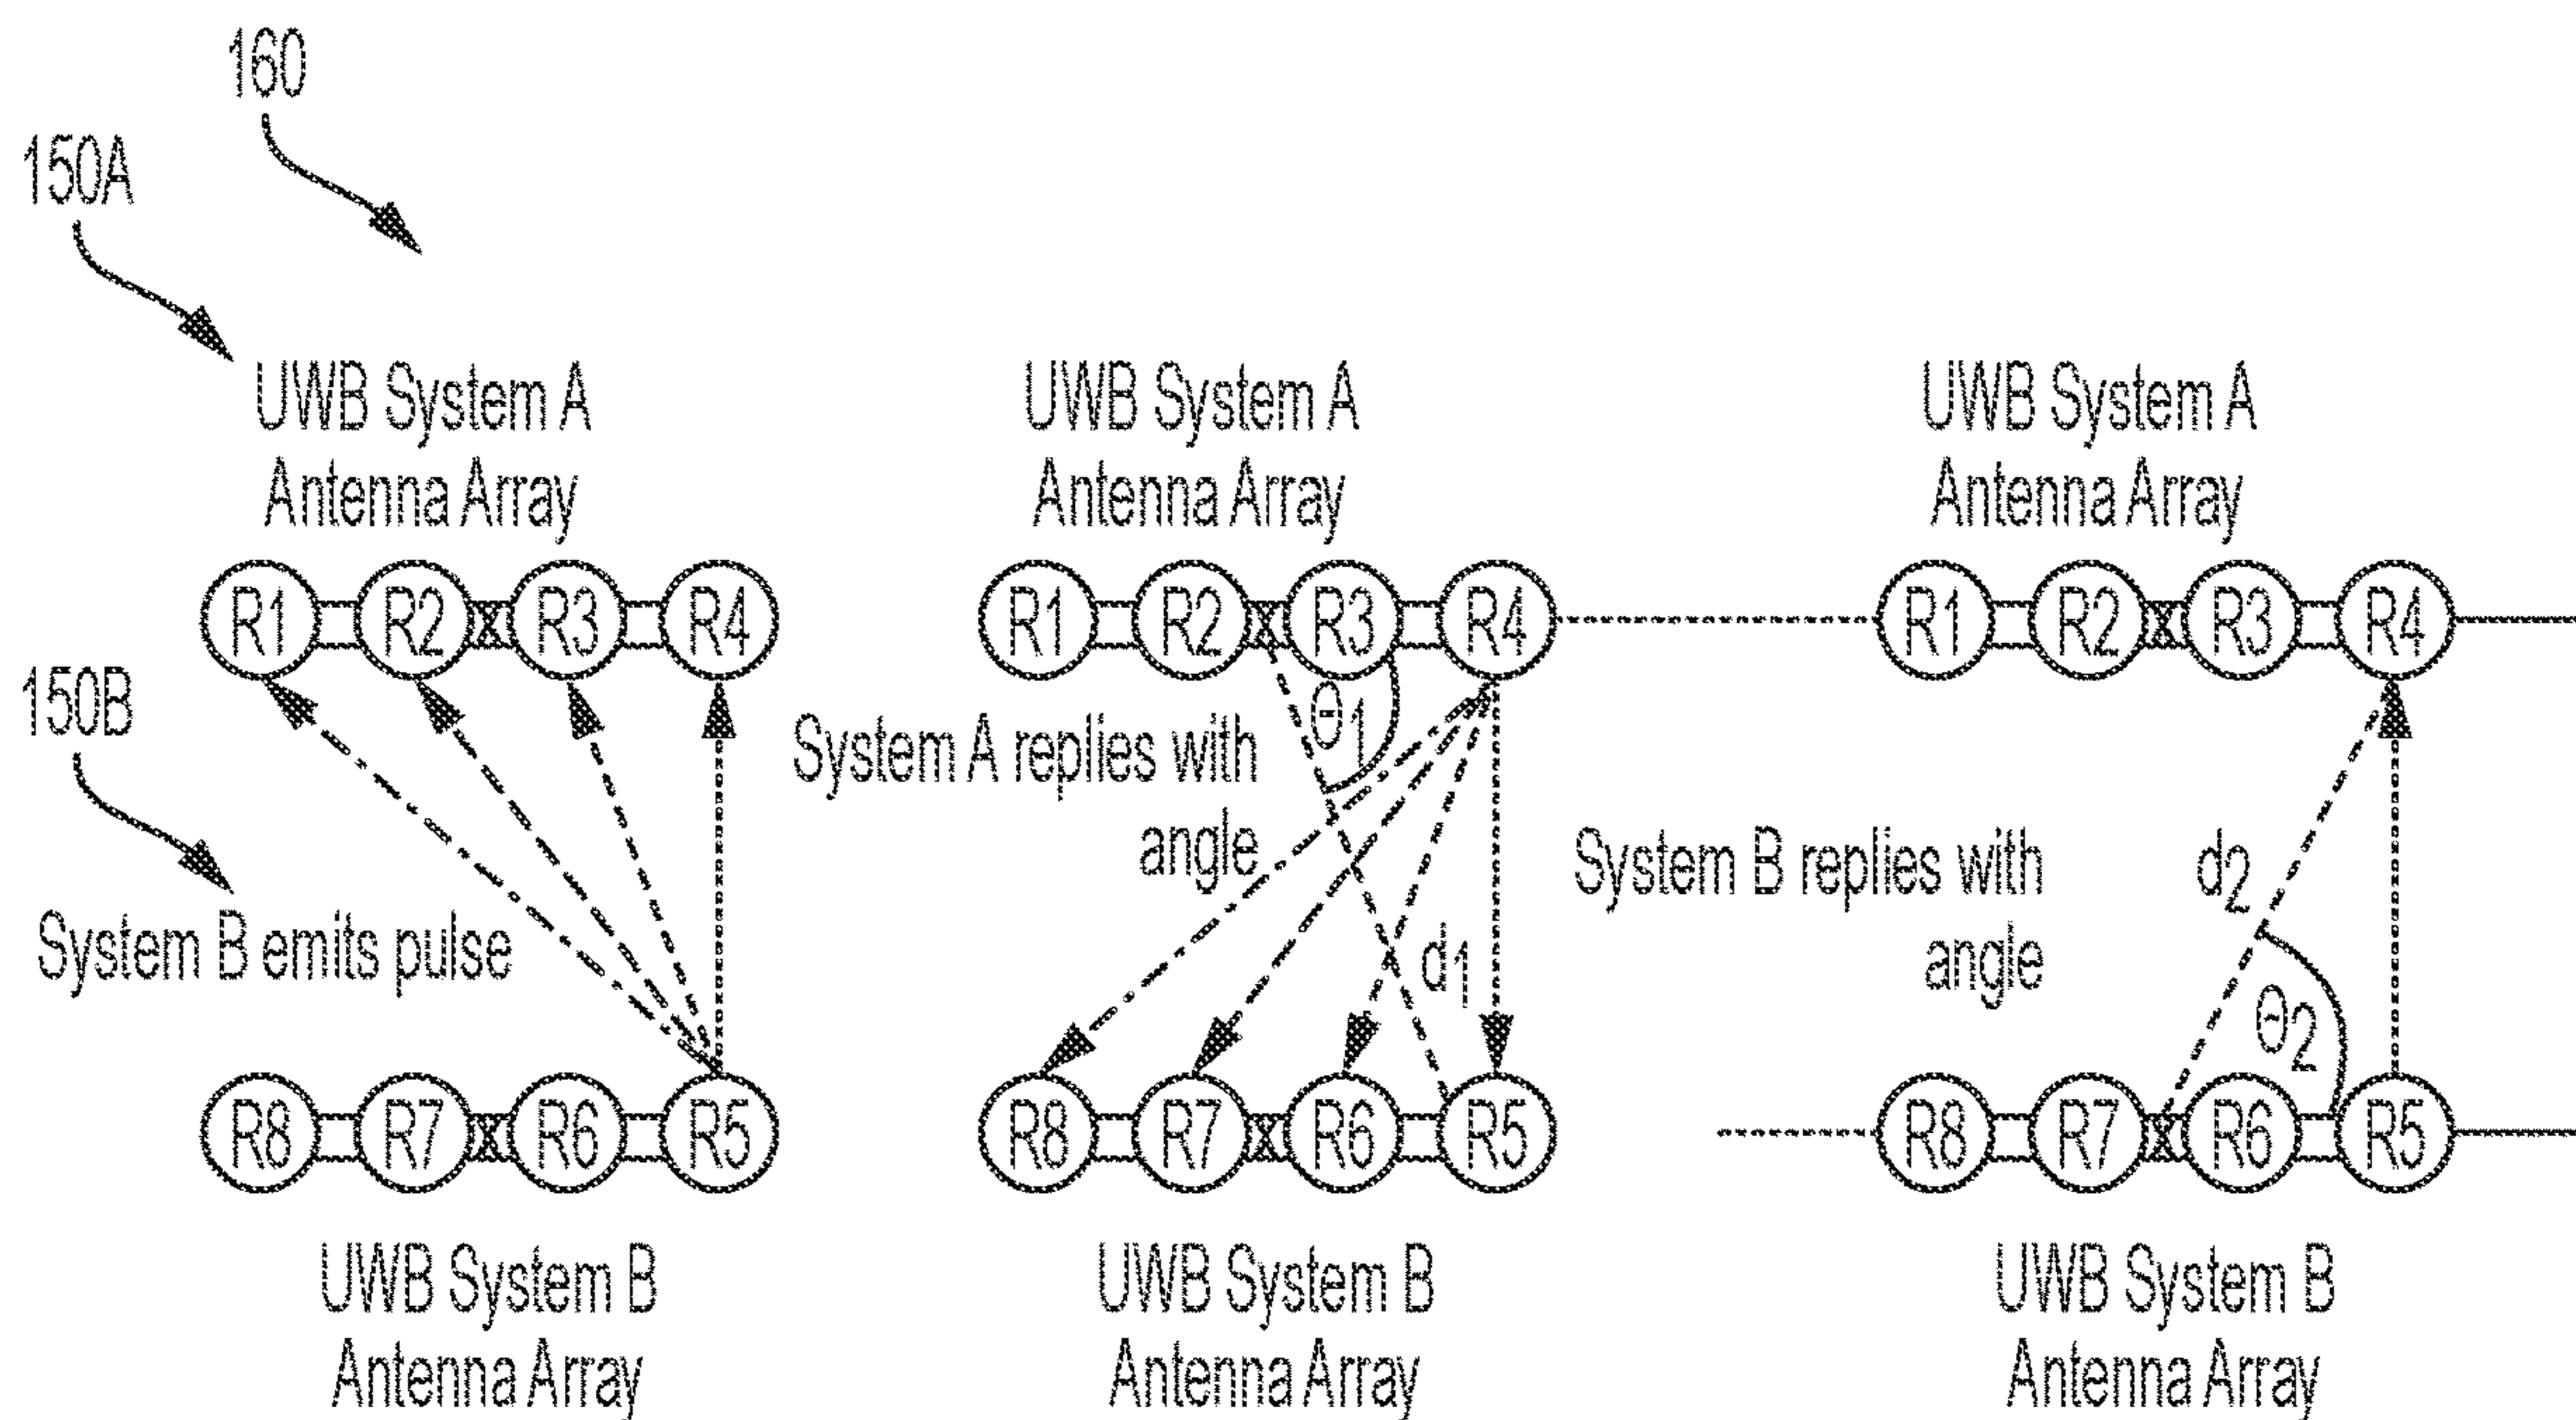 160
150A
UWB System A
Antenna Array
R1 R2 R3 R4
150B
System B emits pulse
R8 R7 R6 R5
UWB System B
Antenna Array
UWB System A
Antenna Array
R1 R2 R3 R4
Θ1
System A replies with
angle
d1
R8 R7 R6 R5
UWB System B
Antenna Array
UWB System A
Antenna Array
R1 R2 R3 R4
System B replies with
angle
d2
Θ2
R8 R7 R6 R5
UWB System B
Antenna Array